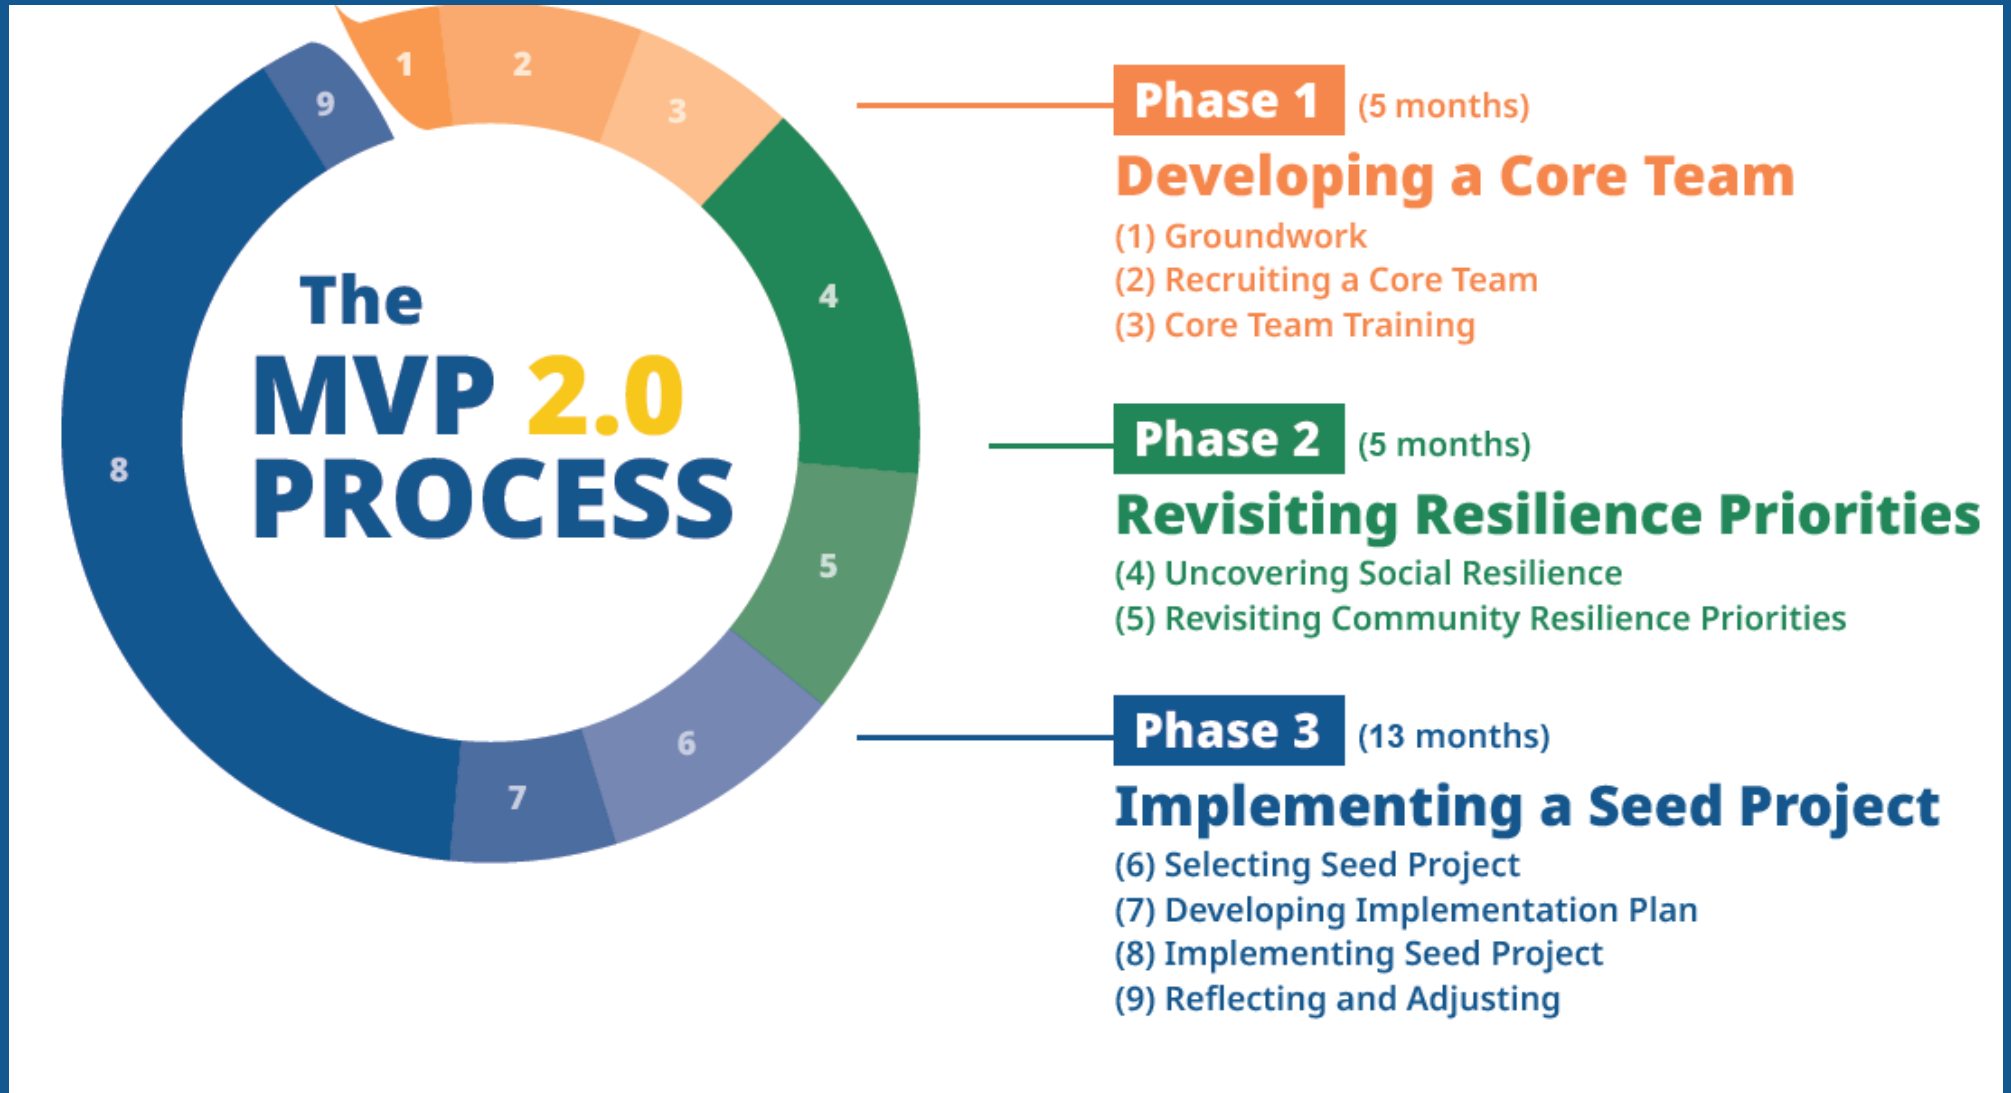 1
2
3
4
5
6
7
8
9
The
MVP 2.0
PROCESS
Phase 1 (5 months)
Developing a Core Team
(1) Groundwork
(2) Recruiting a Core Team
(3) Core Team Training
Phase 2 (5 months)
Revisiting Resilience Priorities
(4) Uncovering Social Resilience
(5) Revisiting Community Resilience Priorities
Phase 3 (13 months)
Implementing a Seed Project
(6) Selecting Seed Project
(7) Developing Implementation Plan
(8) Implementing Seed Project
(9) Reflecting and Adjusting